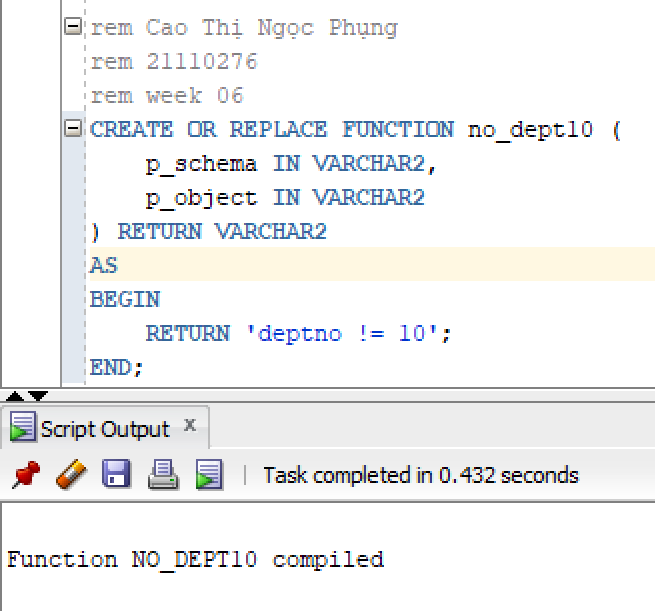 rem Cao Thị Ngọc Phụng
rem 21110276
rem week 06
CREATE OR REPLACE FUNCTION no_dept10 (
    p_schema IN VARCHAR2,
    p_object IN VARCHAR2
) RETURN VARCHAR2
AS
BEGIN
    RETURN 'deptno != 10';
END;
Script Output x
Task completed in 0.432 seconds
Function NO_DEPT10 compiled